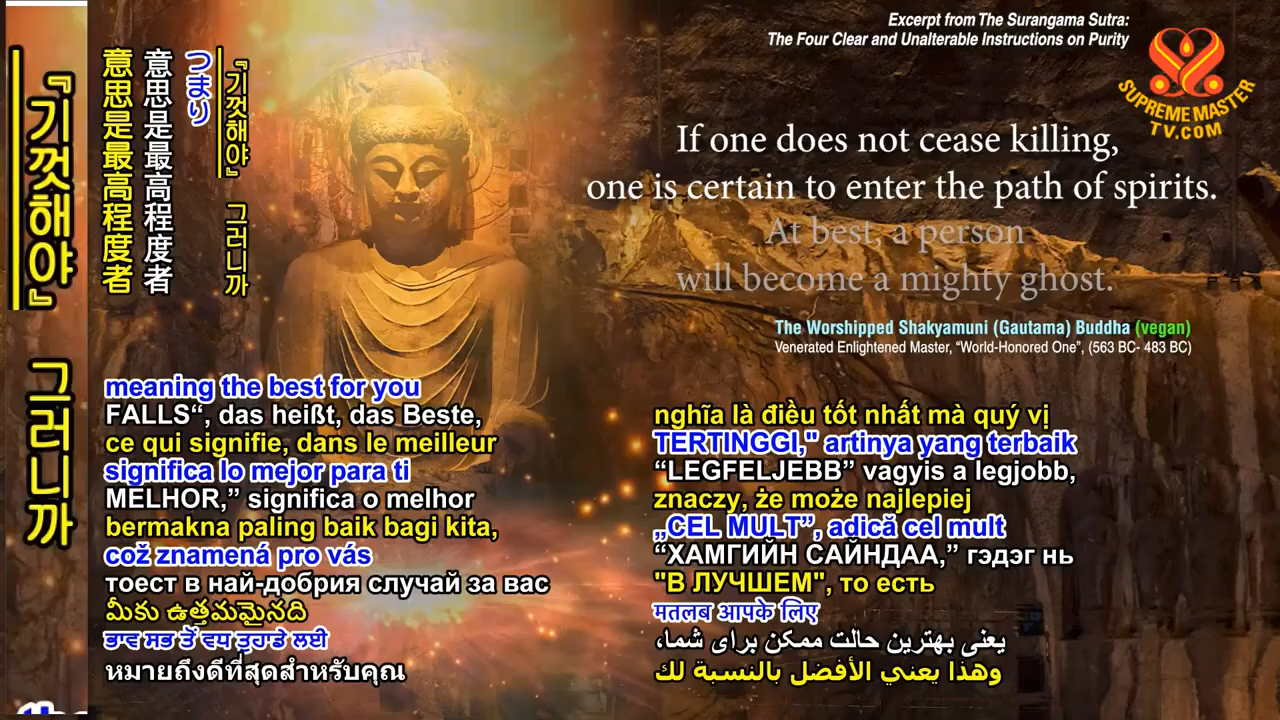 Excerpt from The Surangama Sutra:
The Four Clear and Unalterable Instructions on Purity
SUPREME MASTER
TV.COM
If one does not cease killing,
one is certain to enter the path of spirits.
At best, a person
will become a mighty ghost.
The Worshipped Shakyamuni (Gautama) Buddha (vegan)
Venerated Enlightened Master, “World-Honored One”, (563 BC- 483 BC)
『기껏해야』 그러니까
意思是最高程度者
意思是最高程度者
つまり
『기껏해야』 그러니까
meaning the best for you
FALLS“, das heißt, das Beste,
ce qui signifie, dans le meilleur
significa lo mejor para ti
MELHOR,” significa o melhor
bermakna paling baik bagi kita,
což znamená pro vás
тоест в най-добрия случай за вас
మీకు ఉత్తమమైనది
ਭਾਵ ਸਭ ਤੋਂ ਵਧ ਤੁਹਾਡੇ ਲਈ
หมายถึงดีที่สุดสำหรับคุณ
nghĩa là điều tốt nhất mà quý vị
TERTINGGI," artinya yang terbaik
“LEGFELJEBB” vagyis a legjobb,
znaczy, że może najlepiej
„CEL MULT”, adică cel mult
“ХАМГИЙН САЙНДАА,” гэдэг нь
"В ЛУЧШЕМ", то есть
मतलब आपके लिए
یعنی بهترین حالت ممکن برای شما،
وهذا يعني الأفضل بالنسبة لك